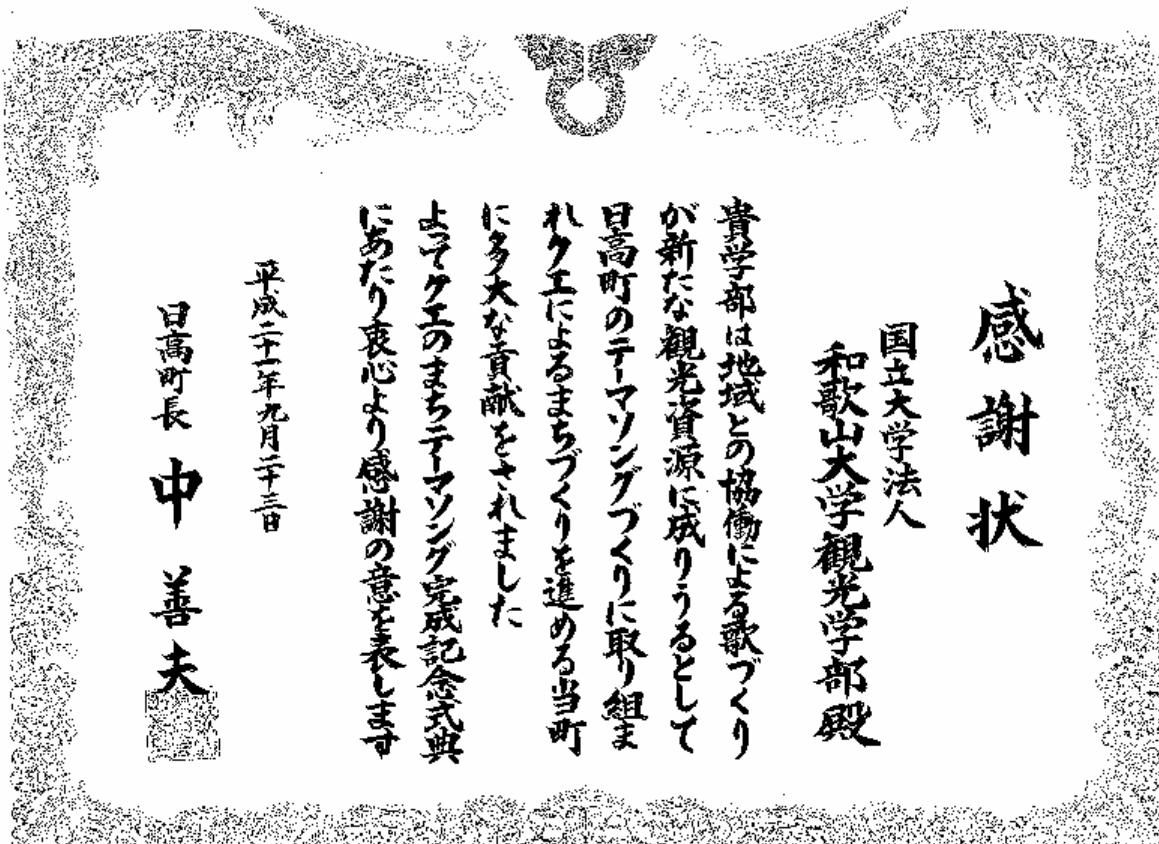 感謝状
国立大学法人
和歌山大学観光学部殿
貴学部は地域との協働による歌づくり
が新たな観光資源に成りうるとして
日高町のテーマソングづくりに取り組ま
れクエによるまちづくりを進める当町
に多大な貢献をされました
よってクエのまちテーマソング完成記念式典
にあたり衷心より感謝の意を表します
平成二十一年九月二十三日
日高町長 中 善夫